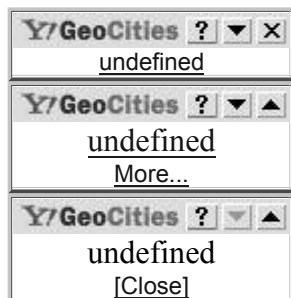 Y!GeoCities ?
undefined
Y!GeoCities ?
undefined
More...
Y!GeoCities ?
undefined
[Close]